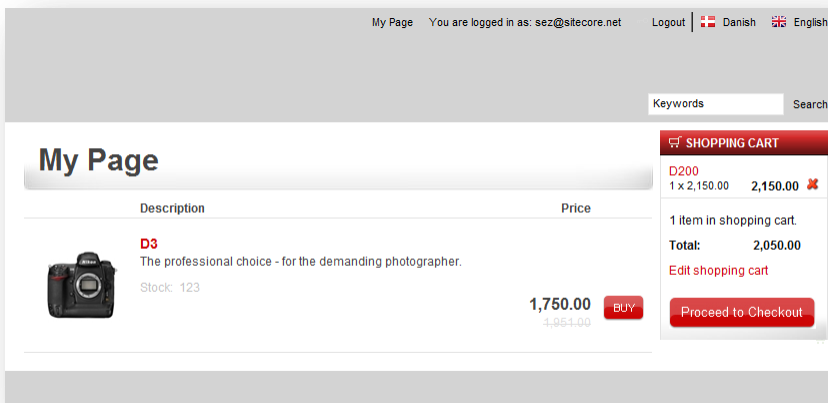 My Page You are logged in as: sez@sitecore.net Logout Danish English
Keywords Search
My Page
Description Price
D3
The professional choice - for the demanding photographer.
Stock: 123
1,750.00 BUY
1,951.00
SHOPPING CART
D200
1 x 2,150.00 2,150.00
1 item in shopping cart.
Total: 2,050.00
Edit shopping cart
Proceed to Checkout